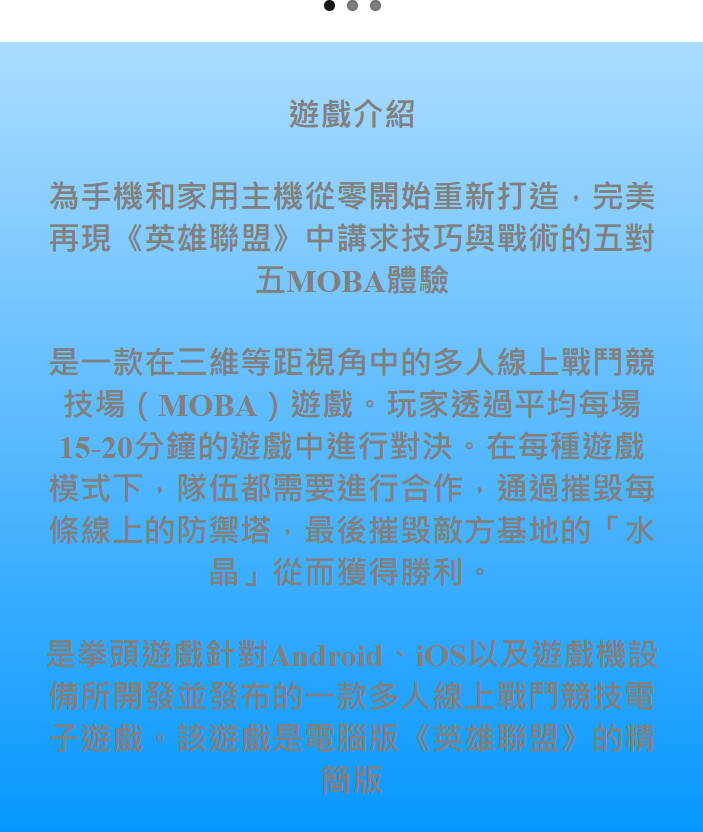 遊戲介紹
為手機和家用主機從零開始重新打造，完美
再現《英雄聯盟》中講求技巧與戰術的五對
五MOBA體驗
是一款在三維等距視角中的多人線上戰鬥競
技場（MOBA）遊戲。玩家透過平均每場
15-20分鐘的遊戲中進行對決。在每種遊戲
模式下，隊伍都需要進行合作，通過摧毀每
條線上的防禦塔，最後摧毀敵方基地的「水
晶」從而獲得勝利。
是拳頭遊戲針對Android、iOS以及遊戲機設
備所開發並發布的一款多人線上戰鬥競技電
子遊戲。該遊戲是電腦版《英雄聯盟》的精
簡版